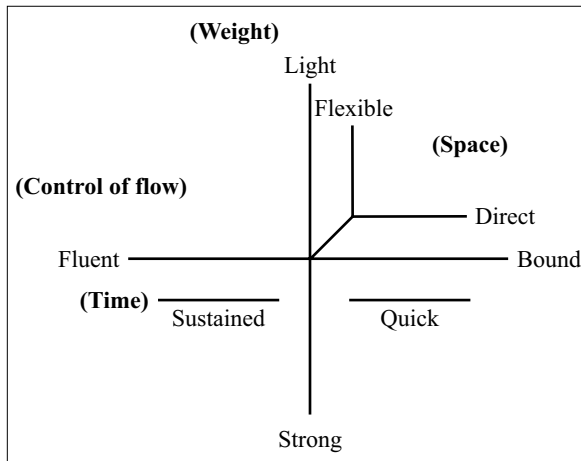 (Weight)
Light
Flexible
(Space)
(Control of flow)
Direct
Fluent
Bound
(Time)
Sustained
Quick
Strong